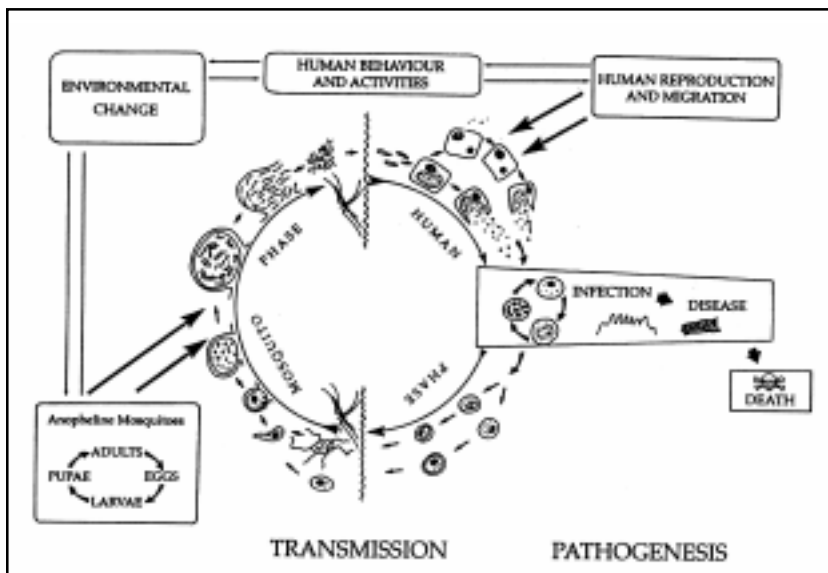 HUMAN BEHAVIOUR
AND ACTIVITIES
ENVIRONMENTAL
CHANGE
HUMAN REPRODUCTION
AND MIGRATION
PHASE
HUMAN
MOSQUITO
PHASE
INFECTION
DISEASE
DEATH
Anopheline Mosquitoes
ADULTS
PUPAE
EGGS
LARVAE
TRANSMISSION
PATHOGENESIS